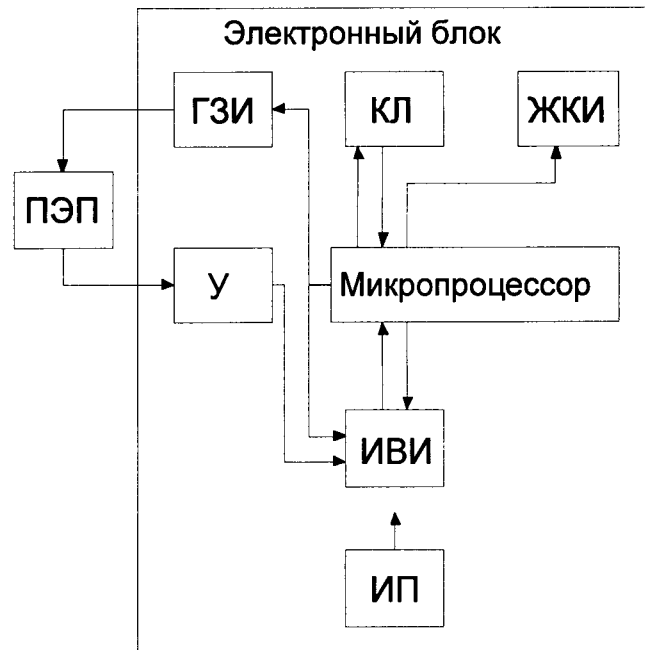 Электронный блок
ГЗИ
КЛ
ЖКИ
ПЭП
У
Микропроцессор
ИВИ
ИП